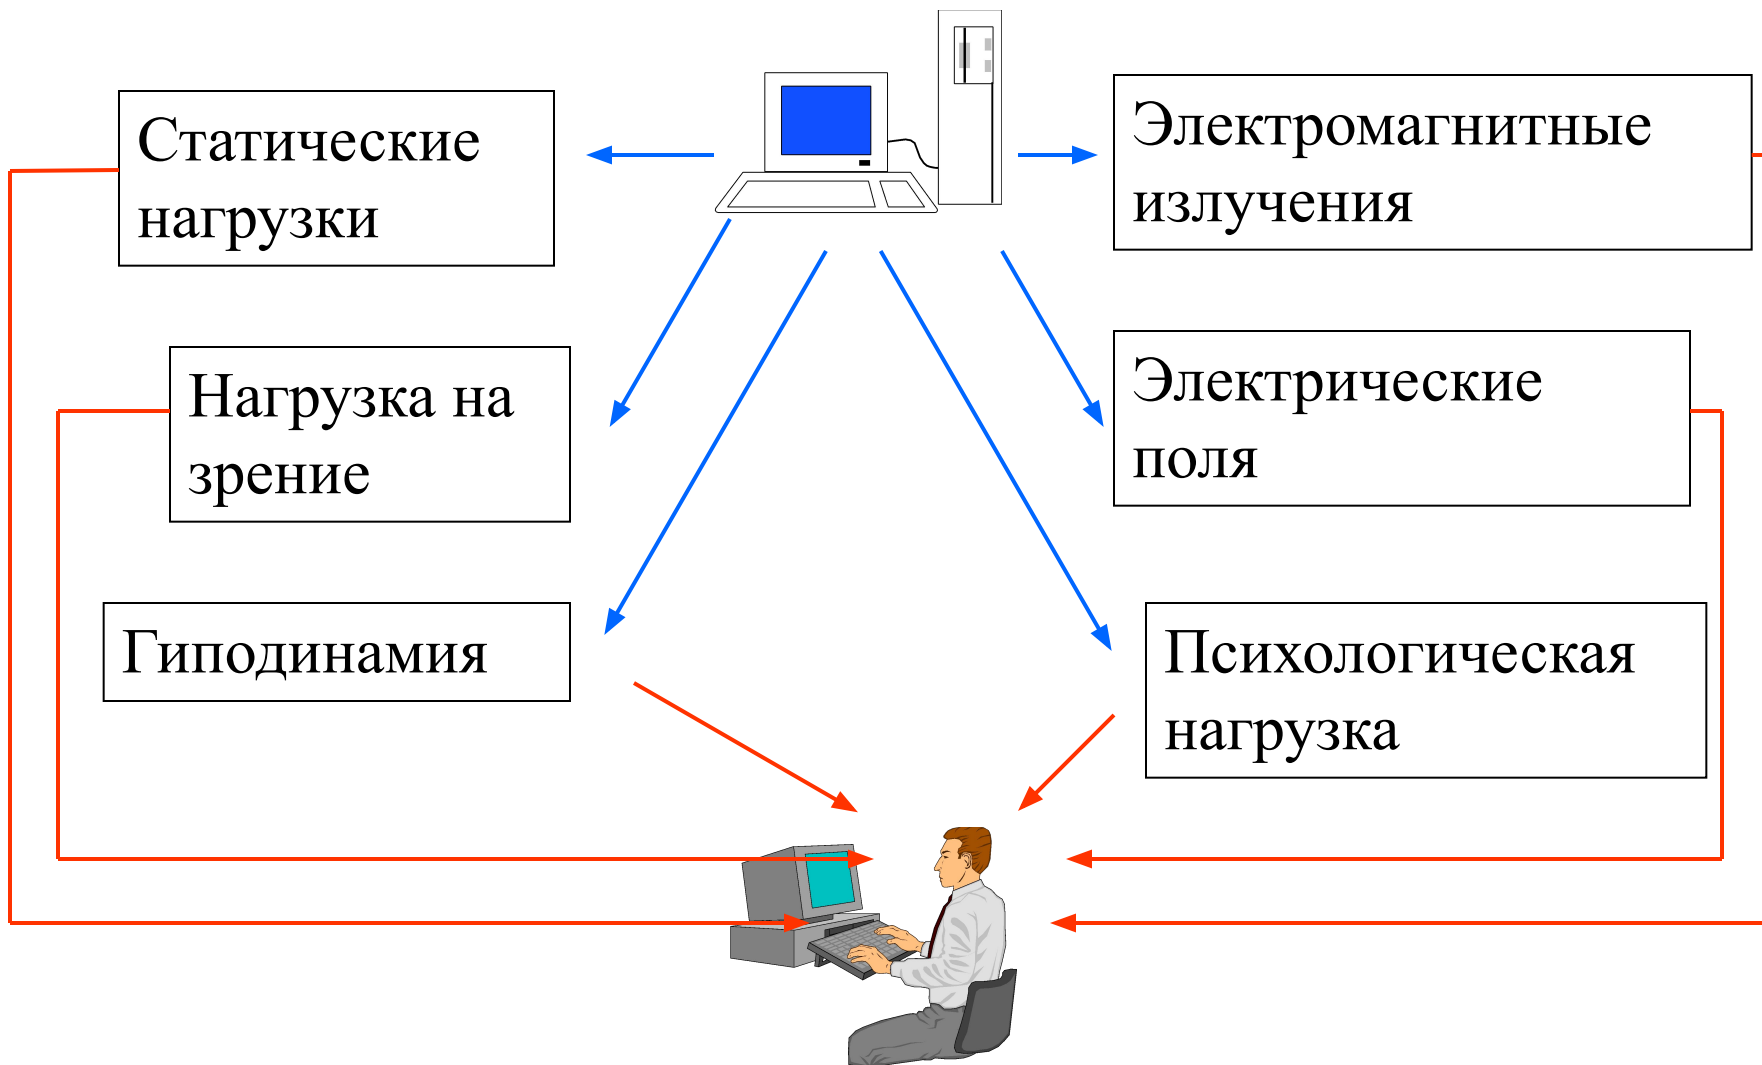 Статические
нагрузки
Электромагнитные
излучения
Нагрузка на
зрение
Электрические
поля
Гиподинамия
Психологическая
нагрузка